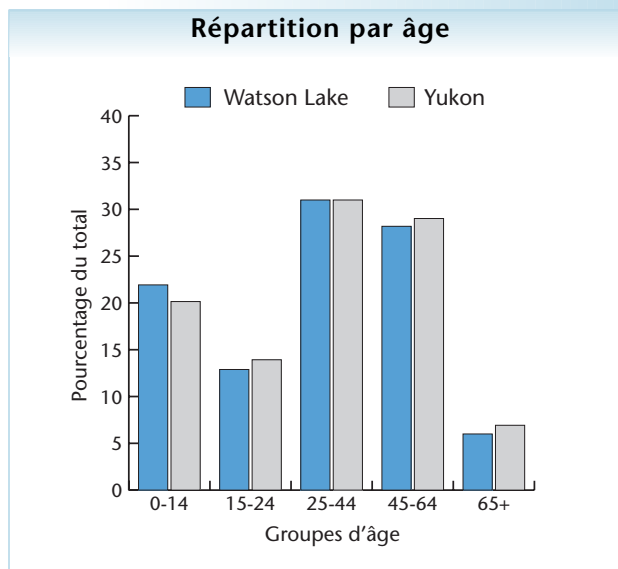 Répartition par âge
Watson Lake Yukon
Pourcentage du total
40
35
30
25
20
15
10
5
0
0-14 15-24 25-44 45-64 65+
Groupes d'âge